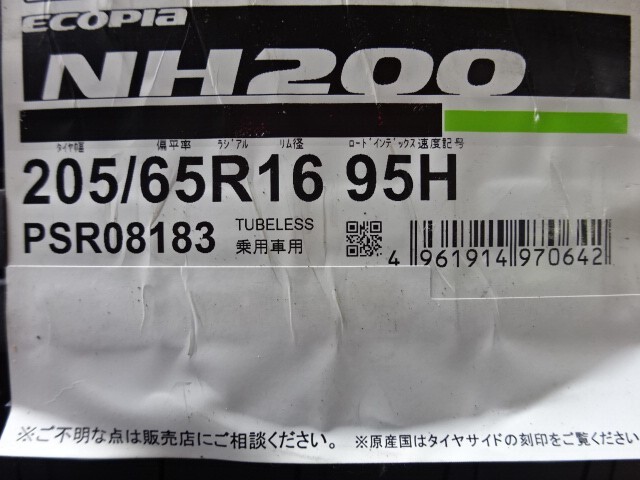 ECOPIA
NH200
タイヤ巾 偏平率 ラジアル リム径 ロードインデックス 速度記号
205/65R16 95H
PSR08183 TUBELESS
乗用車用
4 961914 970642
※ご不明な点は販売店にご相談ください。 ※原産国はタイヤサイドの刻印をご覧ください